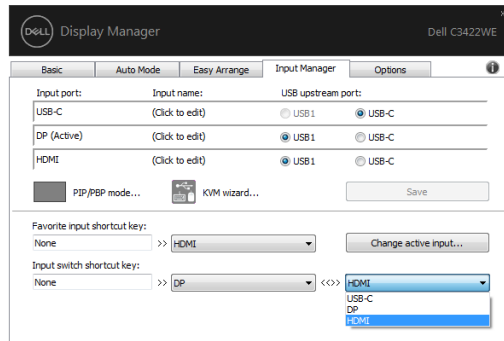 DELL Display Manager Dell C3422WE
Basic Auto Mode Easy Arrange Input Manager Options
Input port: Input name: USB upstream port:
USB-C (Click to edit) USB1 USB-C
DP (Active) (Click to edit) USB1 USB-C
HDMI (Click to edit) USB1 USB-C
PIP/PBP mode... KVM wizard... Save
Favorite input shortcut key:
None >> HDMI Change active input...
Input switch shortcut key:
None >> DP <<>> HDMI
USB-C
DP
HDMI